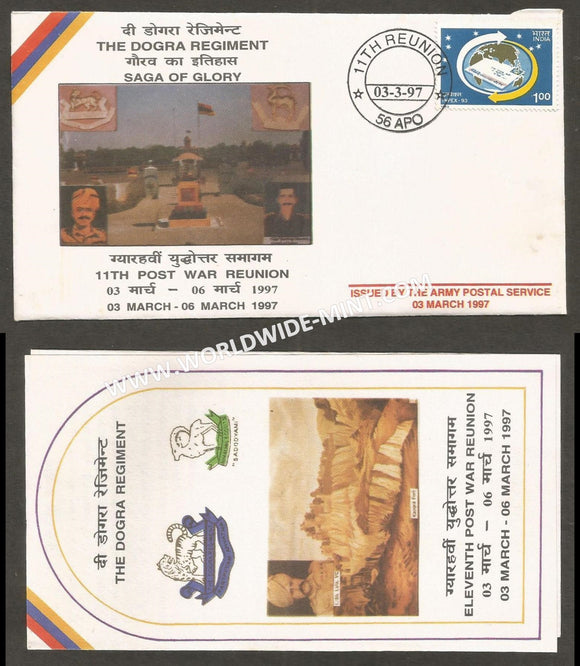 दी डोगरा रेजिमेन्ट
THE DOGRA REGIMENT
गौरव का इतिहास
SAGA OF GLORY
11TH REUNION
03-3-97
56 APO
भारत
INDIA
100
ग्यारहवीं युद्धोत्तर समागम
11TH POST WAR REUNION
03 मार्च – 06 मार्च 1997
03 MARCH - 06 MARCH 1997
ISSUED BY THE ARMY POSTAL SERVICE
03 MARCH 1997
WWW.WORLDWIDE-MINT.COM
दी डोगरा रेजिमेन्ट
THE DOGRA REGIMENT
ग्यारहवीं युद्धोत्तर समागम
ELEVENTH POST WAR REUNION
03 मार्च – 06 मार्च 1997
03 MARCH - 06 MARCH 1997